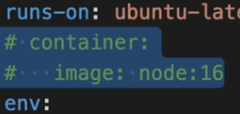 runs-on: ubuntu-late
# container:
#   image: node:16
env: